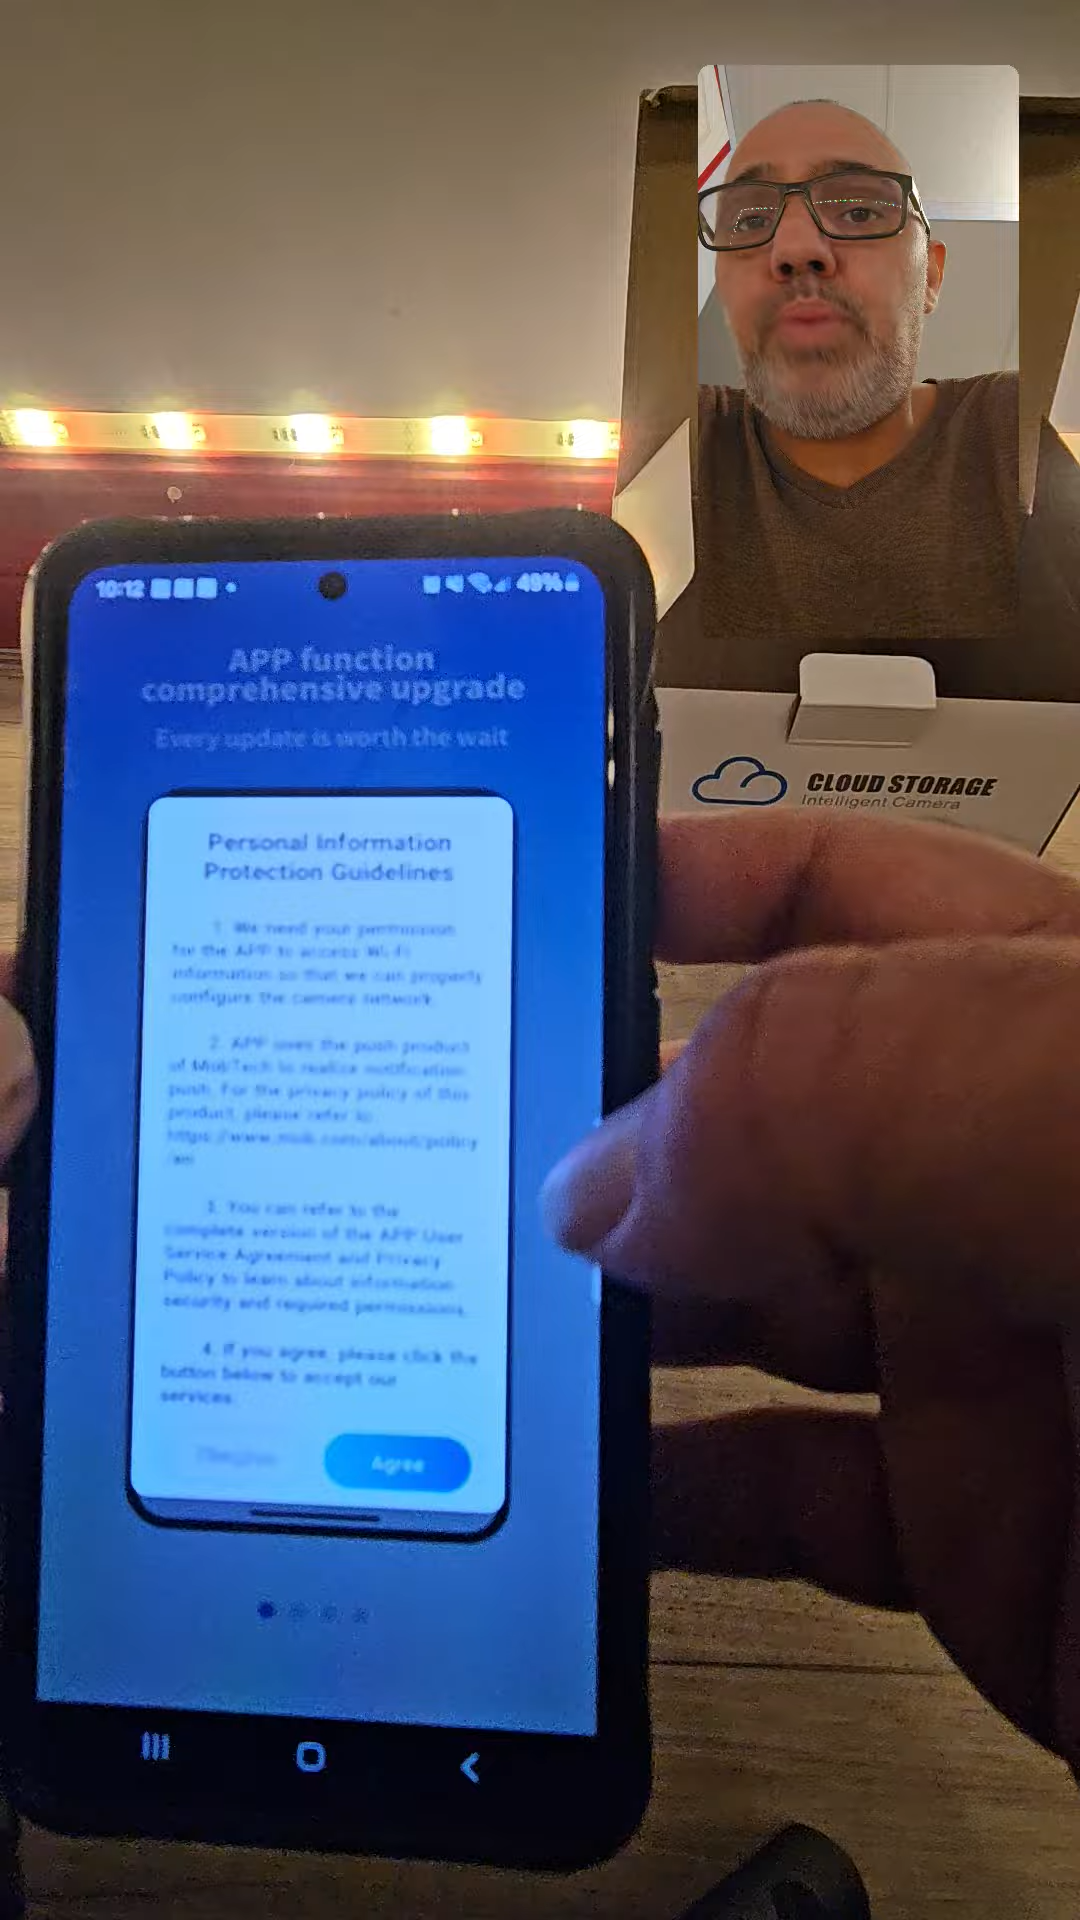 CLOUD STORAGE
Intelligent Camera
10:12
49%
APP function
comprehensive upgrade
Every update is worth the wait
Personal Information
Protection Guidelines
1. We need your permission
for the APP to access Wi-Fi
information so that we can properly
configure the camera network.
2. APP uses the push product
of MobTech to realize notification
push. For the privacy policy of this
product, please refer to
https://www.mob.com/about/policy
/en
3. You can refer to the
complete version of the APP User
Service Agreement and Privacy
Policy to learn about information
security and required permissions.
4. If you agree, please click the
button below to accept our
services.
Agree